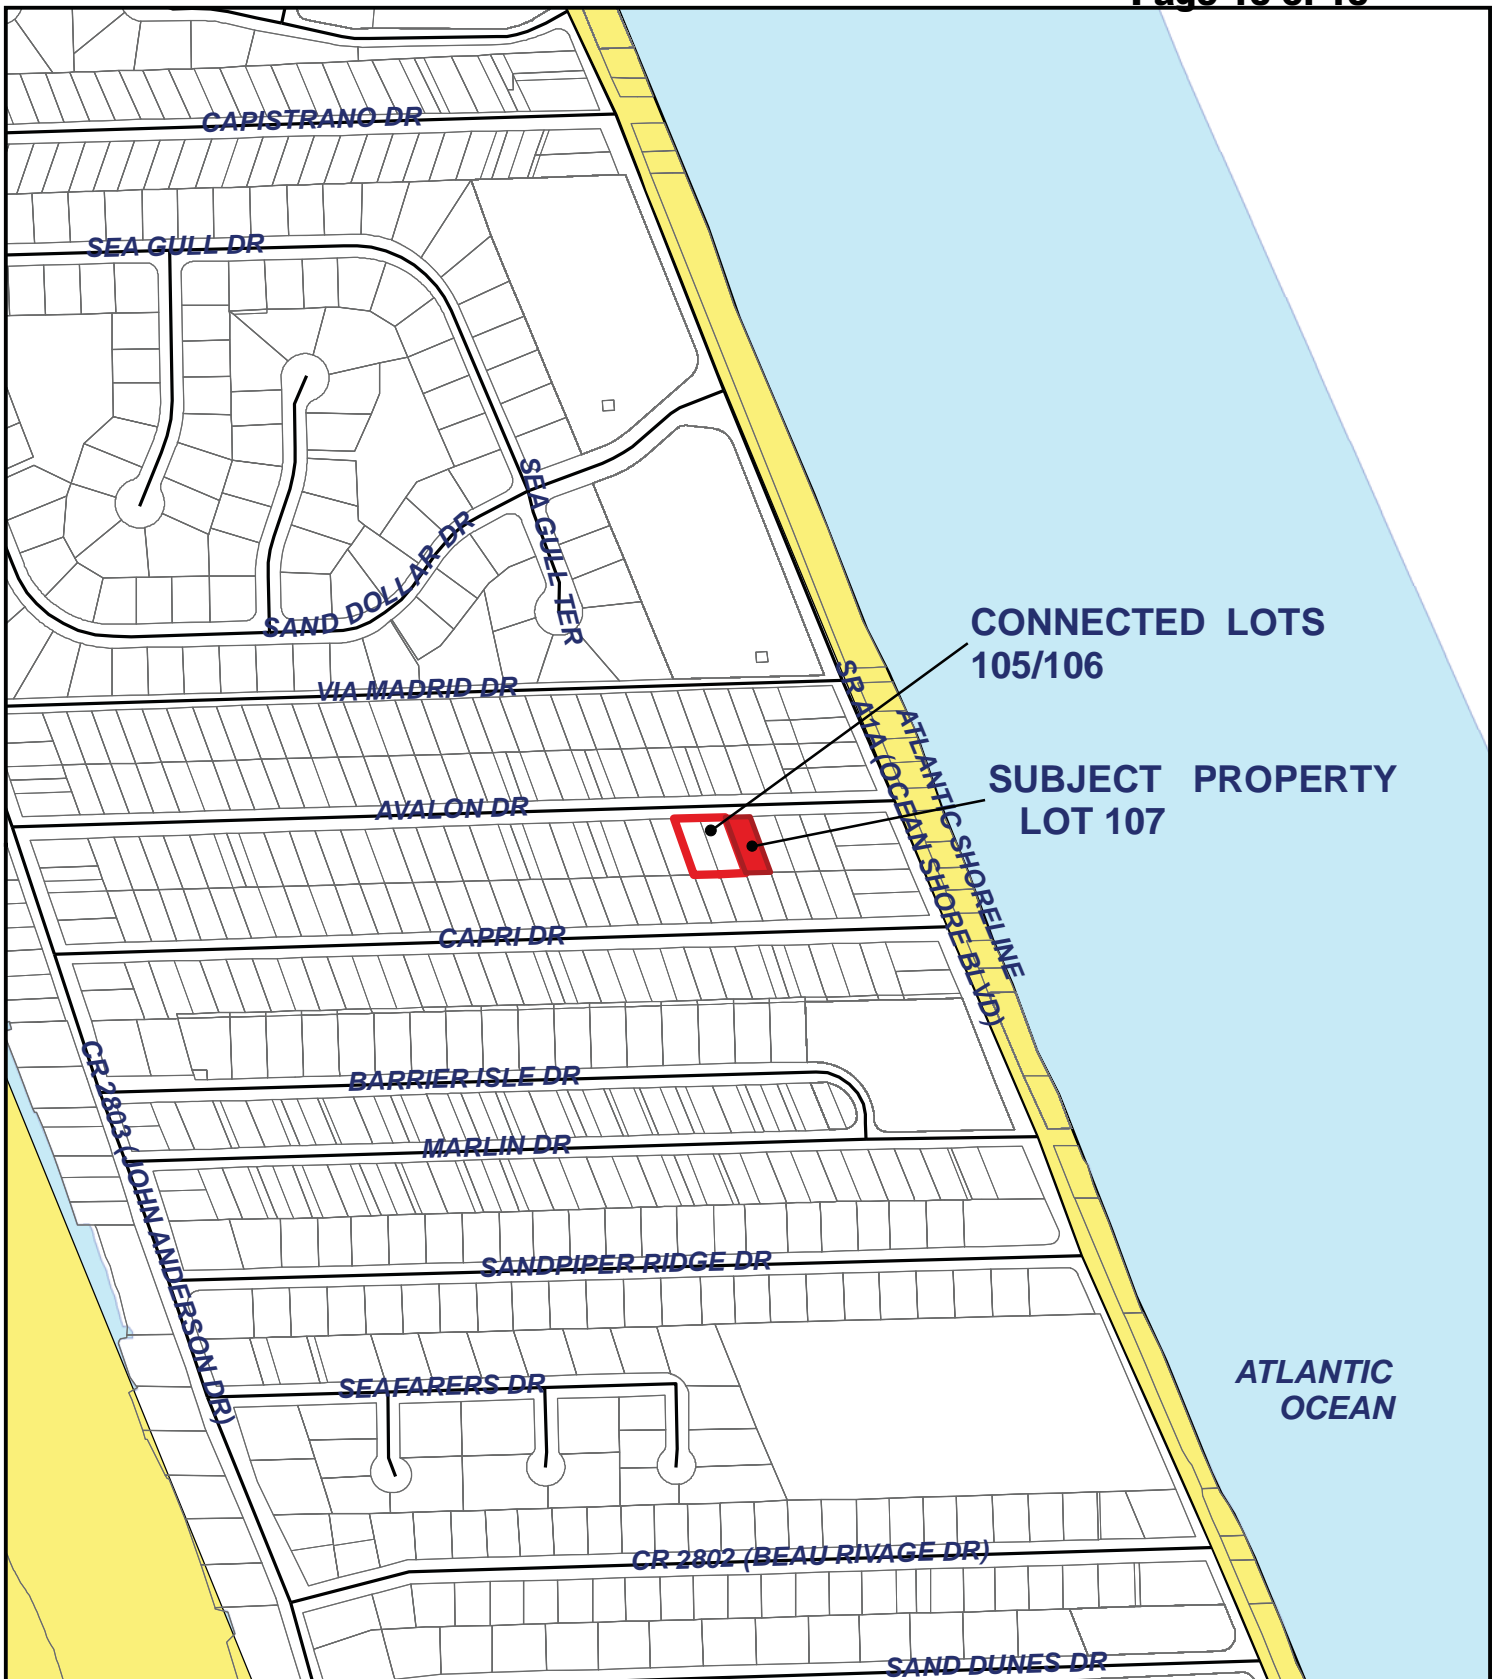 CAPISTRANO DR
SEA GULL DR
SEA GULL TER
SAND DOLLAR DR
CONNECTED LOTS
105/106
VIA MADRID DR
SR A1A (OCEAN SHORE BLVD)
ATLANTIC SHORELINE
SUBJECT PROPERTY
LOT 107
AVALON DR
CAPRI DR
CR 2803 (JOHN ANDERSON DR)
BARRIER ISLE DR
MARLIN DR
SANDPIPER RIDGE DR
ATLANTIC
OCEAN
SEAFARERS DR
CR 2802 (BEAU RIVAGE DR)
SAND DUNES DR